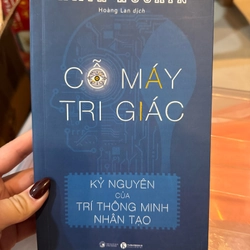 Hoàng Lan dịch
CỖ MÁY
TRI GIÁC
KỶ NGUYÊN
CỦA
TRÍ THÔNG MINH
NHÂN TẠO